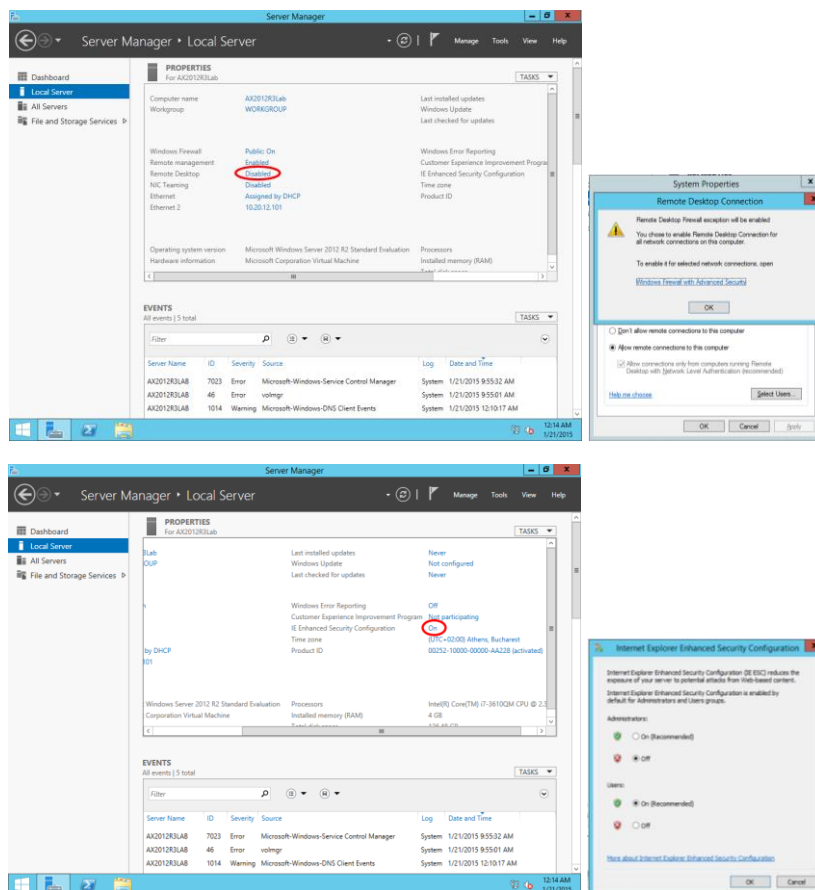 Server Manager
Server Manager • Local Server
Manage Tools View Help
Dashboard
Local Server
All Servers
File and Storage Services
PROPERTIES
For AX2012R3Lab
TASKS
Computer name AX2012R3Lab Last installed updates
Workgroup WORKGROUP Windows Update
Last checked for updates
Windows Firewall Public: On Windows Error Reporting
Remote management Enabled Customer Experience Improvement Progra
Remote Desktop Disabled IE Enhanced Security Configuration
NIC Teaming Disabled Time zone
Ethernet Assigned by DHCP Product ID
Ethernet 2 10.20.12.101
Operating system version Microsoft Windows Server 2012 R2 Standard Evaluation Processors
Hardware information Microsoft Corporation Virtual Machine Installed memory (RAM)
Total disk space
EVENTS
All events | 5 total
TASKS
Filter
Server Name ID Severity Source Log Date and Time
AX2012R3LAB 7023 Error Microsoft-Windows-Service Control Manager System 1/21/2015 9:55:32 AM
AX2012R3LAB 46 Error volmgr System 1/21/2015 9:55:01 AM
AX2012R3LAB 1014 Warning Microsoft-Windows-DNS Client Events System 1/21/2015 12:10:17 AM
12:14 AM
1/21/2015
System Properties
Remote Desktop Connection
Remote Desktop Firewall exception will be enabled
You chose to enable Remote Desktop Connection for
all network connections on this computer.
To enable it for selected network connections, open
Windows Firewall with Advanced Security
OK
Don't allow remote connections to this computer
Allow remote connections to this computer
Allow connections only from computers running Remote
Desktop with Network Level Authentication (recommended)
Help me choose
Select Users...
OK Cancel Apply
Server Manager
Server Manager • Local Server
Manage Tools View Help
Dashboard
Local Server
All Servers
File and Storage Services
PROPERTIES
For AX2012R3Lab
TASKS
3Lab Last installed updates Never
OUP Windows Update Not configured
Last checked for updates Never
Windows Error Reporting Off
Customer Experience Improvement Program Not participating
IE Enhanced Security Configuration On
Time zone (UTC+02:00) Athens, Bucharest
by DHCP Product ID 00252-10000-00000-AA228 (activated)
101
Windows Server 2012 R2 Standard Evaluation Processors Intel(R) Core(TM) i7-3610QM CPU @ 2.3
Corporation Virtual Machine Installed memory (RAM) 4 GB
Total disk space
EVENTS
All events | 5 total
TASKS
Filter
Server Name ID Severity Source Log Date and Time
AX2012R3LAB 7023 Error Microsoft-Windows-Service Control Manager System 1/21/2015 9:55:32 AM
AX2012R3LAB 46 Error volmgr System 1/21/2015 9:55:01 AM
AX2012R3LAB 1014 Warning Microsoft-Windows-DNS Client Events System 1/21/2015 12:10:17 AM
12:14 AM
1/21/2015
Internet Explorer Enhanced Security Configuration
Internet Explorer Enhanced Security Configuration (IE ESC) reduces the
exposure of your server to potential attacks from Web-based content.
Internet Explorer Enhanced Security Configuration is enabled by
default for Administrators and Users groups.
Administrators:
On (Recommended)
Off
Users:
On (Recommended)
Off
More about Internet Explorer Enhanced Security Configuration
OK Cancel